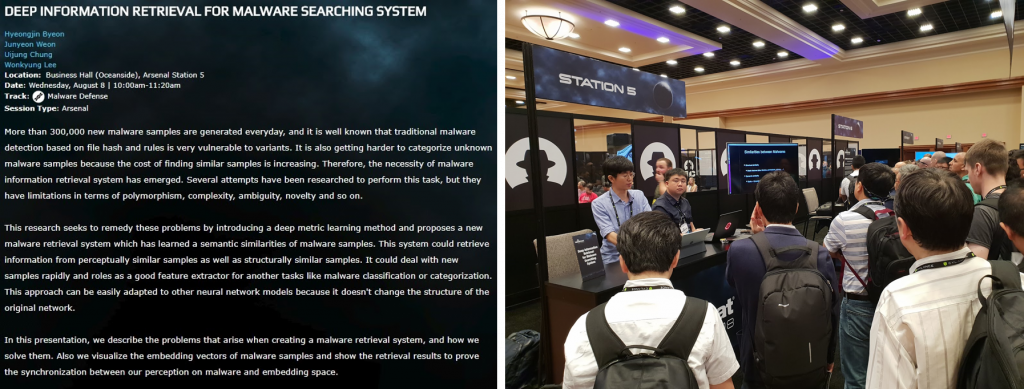 DEEP INFORMATION RETRIEVAL FOR MALWARE SEARCHING SYSTEM
Hyeongjin Byeon
Junyeon Weon
Uijung Chung
Wonkyung Lee
Location: Business Hall (Oceanside), Arsenal Station 5
Date: Wednesday, August 8 | 10:00am-11:20am
Track: Malware Defense
Session Type: Arsenal
More than 300,000 new malware samples are generated everyday, and it is well known that traditional malware
detection based on file hash and rules is very vulnerable to variants. It is also getting harder to categorize unknown
malware samples because the cost of finding similar samples is increasing. Therefore, the necessity of malware
information retrieval system has emerged. Several attempts have been researched to perform this task, but they
have limitations in terms of polymorphism, complexity, ambiguity, novelty and so on.
This research seeks to remedy these problems by introducing a deep metric learning method and proposes a new
malware retrieval system which has learned a semantic similarities of malware samples. This system could retrieve
information from perceptually similar samples as well as structurally similar samples. It could deal with new
samples rapidly and roles as a good feature extractor for another tasks like malware classification or categorization.
This approach can be easily adapted to other neural network models because it doesn't change the structure of the
original network.
In this presentation, we describe the problems that arise when creating a malware retrieval system, and how we
solve them. Also we visualize the embedding vectors of malware samples and show the retrieval results to prove
the synchronization between our perception on malware and embedding space.
STATION 5
STATION 5
Similarities between Malwares